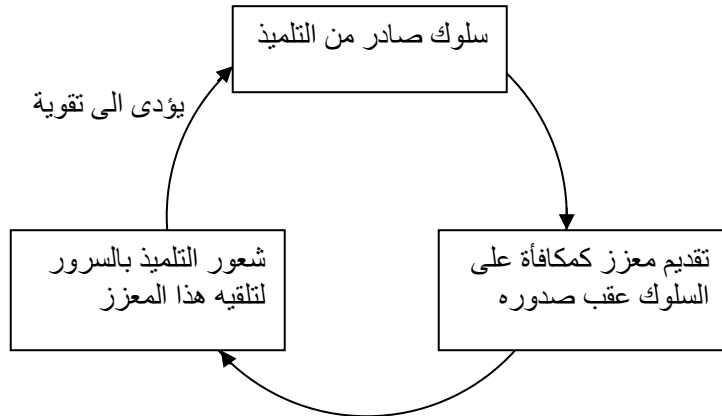 سلوك صادر من التلميذ
يؤدى الى تقوية
تقديم معزز كمكافأة على
السلوك عقب صدوره
شعور التلميذ بالسرور
لتلقيه هذا المعزز